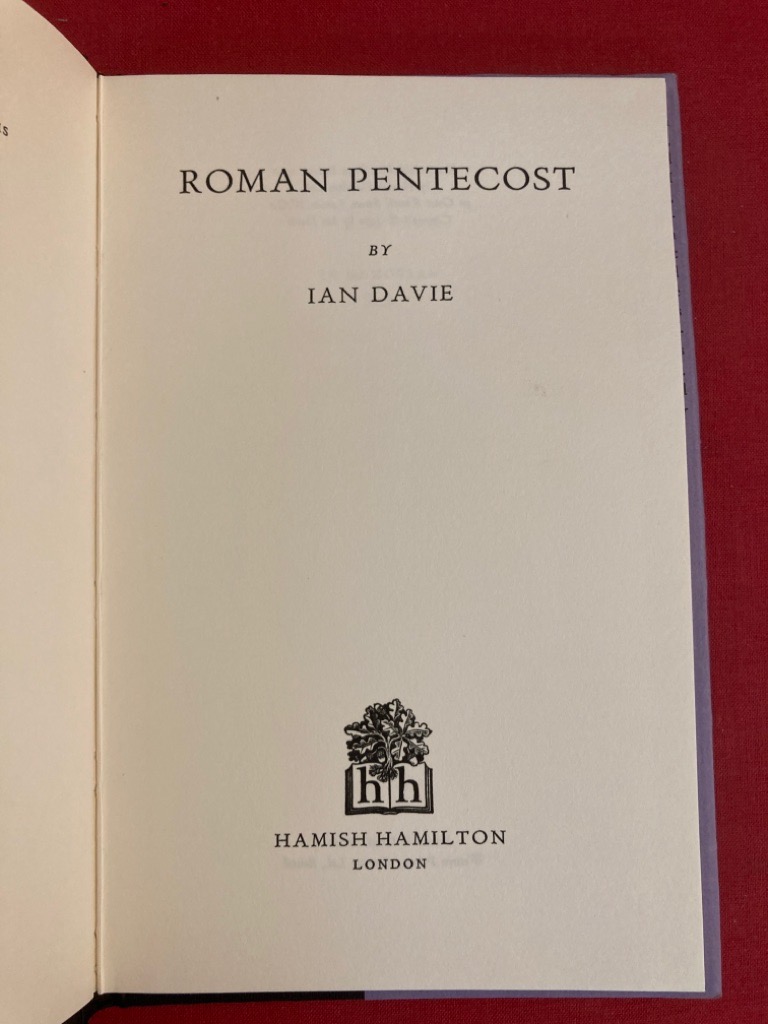 ROMAN PENTECOST
BY
IAN DAVIE
hh
HAMISH HAMILTON
LONDON